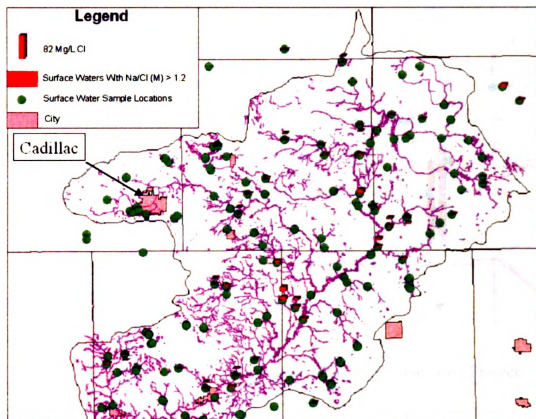 Legend
82 Mg/L Cl
Surface Waters With Na/Cl (M) > 1.2
Surface Water Sample Locations
City
Cadillac